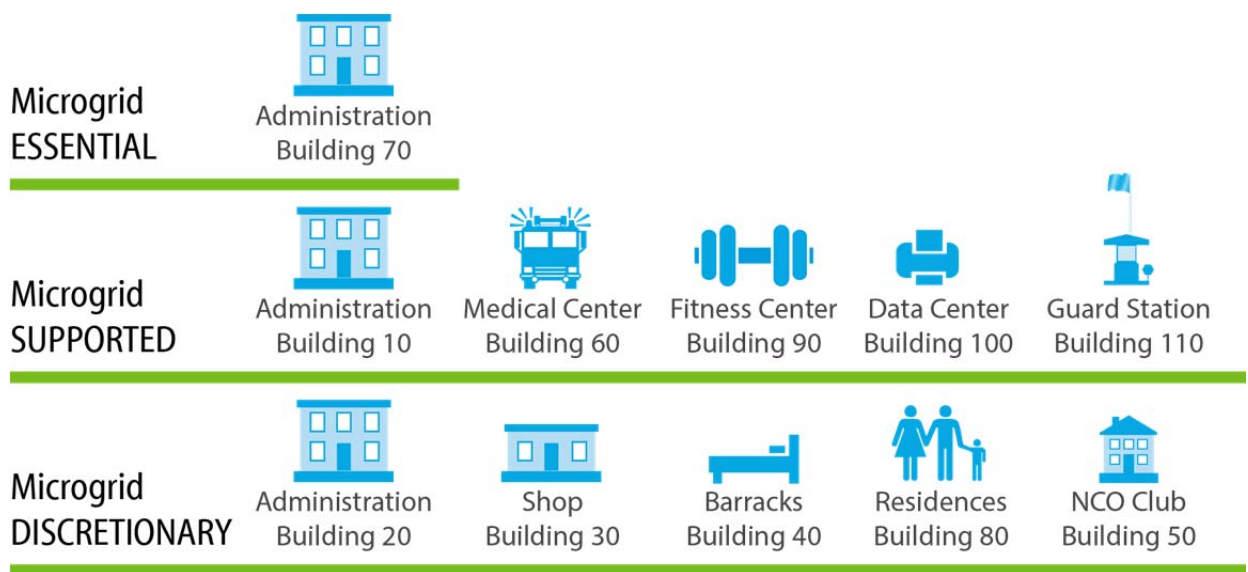 Microgrid
ESSENTIAL
Administration
Building 70
Microgrid
SUPPORTED
Administration
Building 10
Medical Center
Building 60
Fitness Center
Building 90
Data Center
Building 100
Guard Station
Building 110
Microgrid
DISCRETIONARY
Administration
Building 20
Shop
Building 30
Barracks
Building 40
Residences
Building 80
NCO Club
Building 50